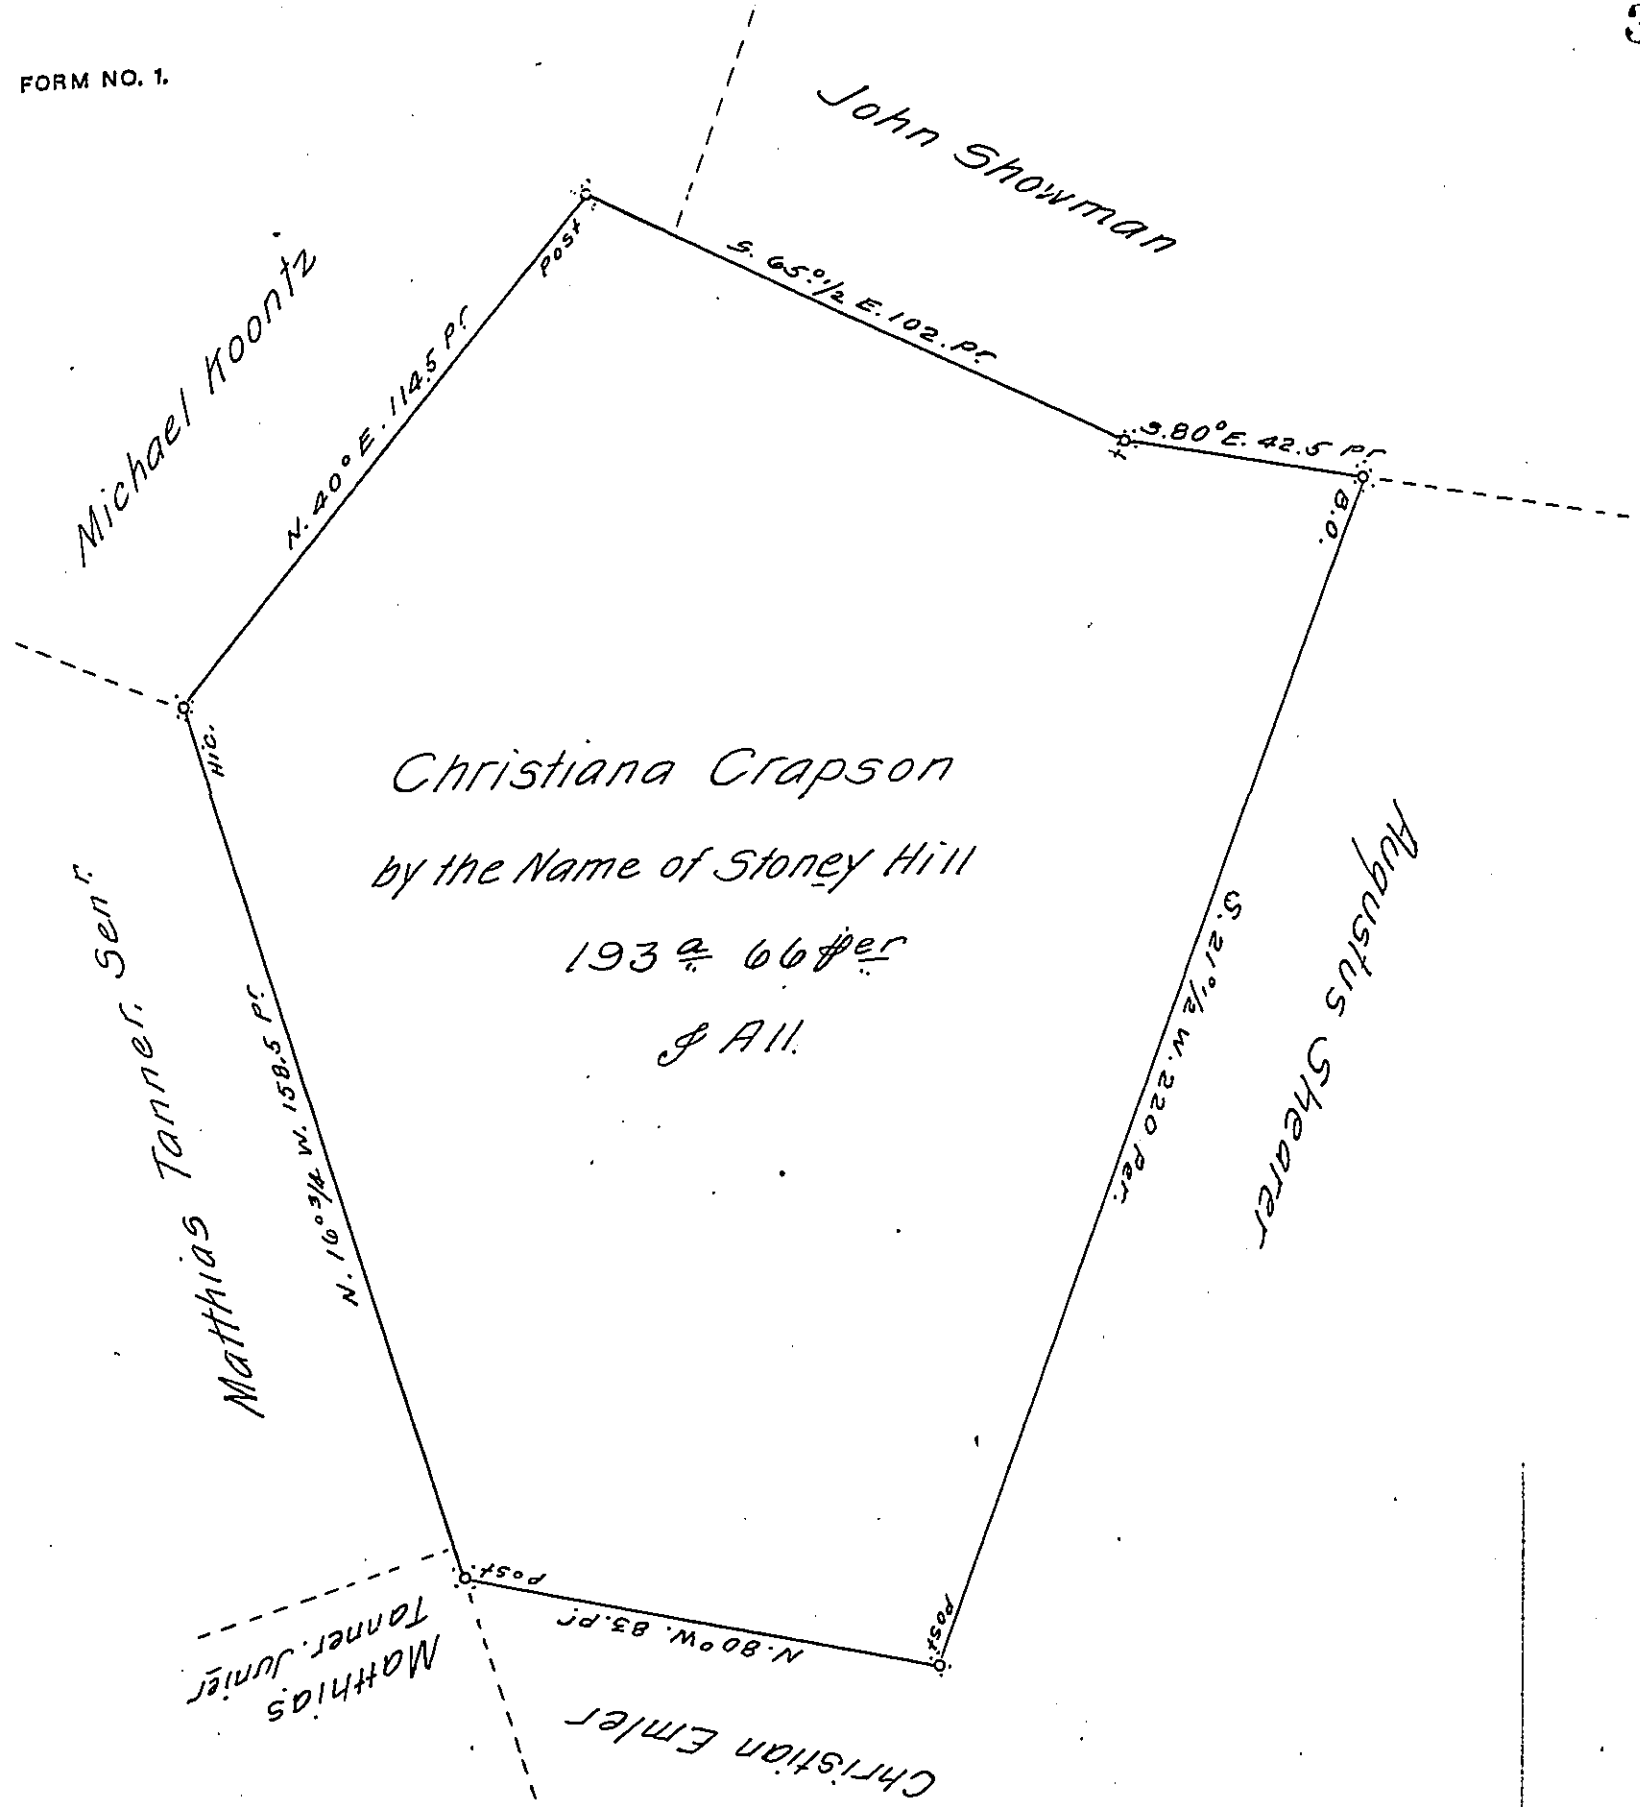 FORM NO. 1.
John Showman
Michael Koontz
Post
S. 65°1/2 E. 102. Pr.
N. 40° E. 114.5 Pr.
S. 80° E. 42.5 Pr
B.O.
Hic.
Christiana Crapson
by the Name of Stoney Hill
193 a 66 per
& All.
Augustus Shearer
S. 21°1/2 W. 220 Per.
Matthias Tanner. Senr.
N. 16°3/4 W. 158.5 Pr.
Post
Post
N. 80° W. 83. Pr.
Matthias
Tanner. Junier
Christian Emler